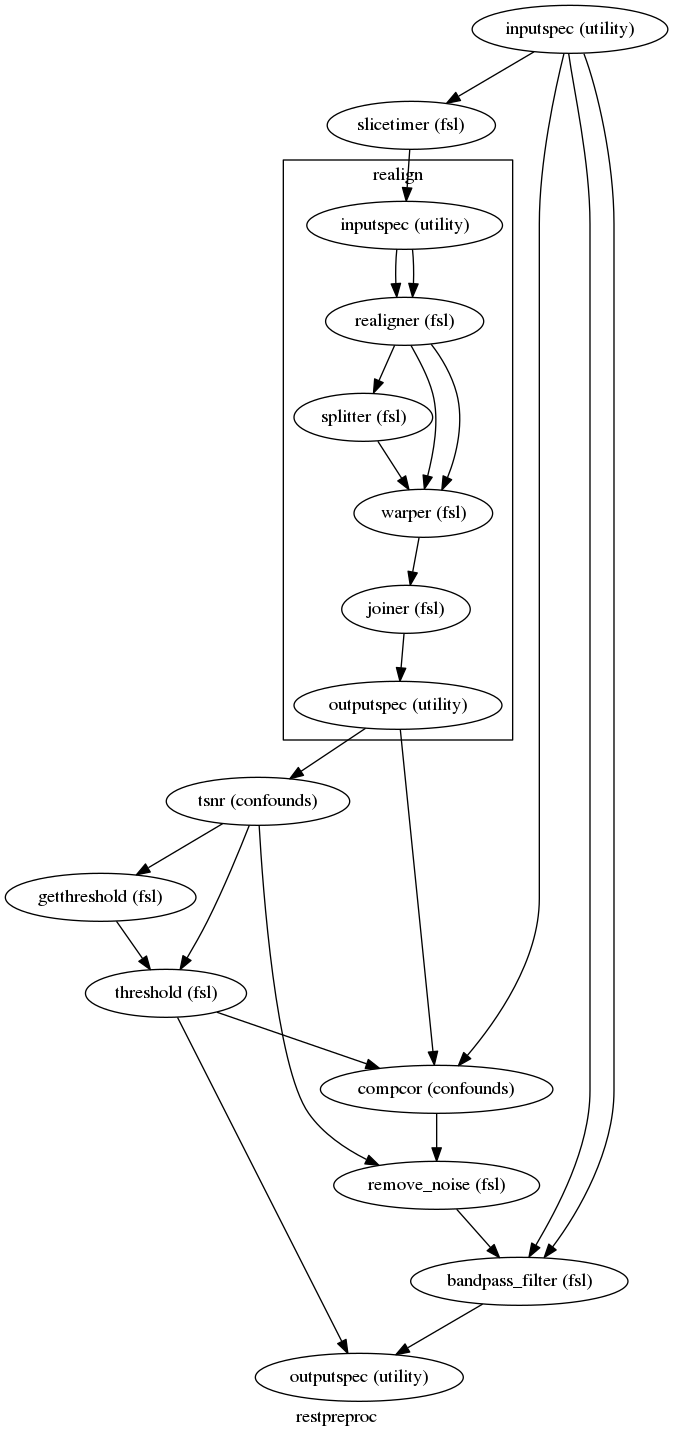 inputspec (utility)
slicetimer (fsl)
realign
inputspec (utility)
realigner (fsl)
splitter (fsl)
warper (fsl)
joiner (fsl)
outputspec (utility)
tsnr (confounds)
getthreshold (fsl)
threshold (fsl)
compcor (confounds)
remove_noise (fsl)
bandpass_filter (fsl)
outputspec (utility)
restpreproc